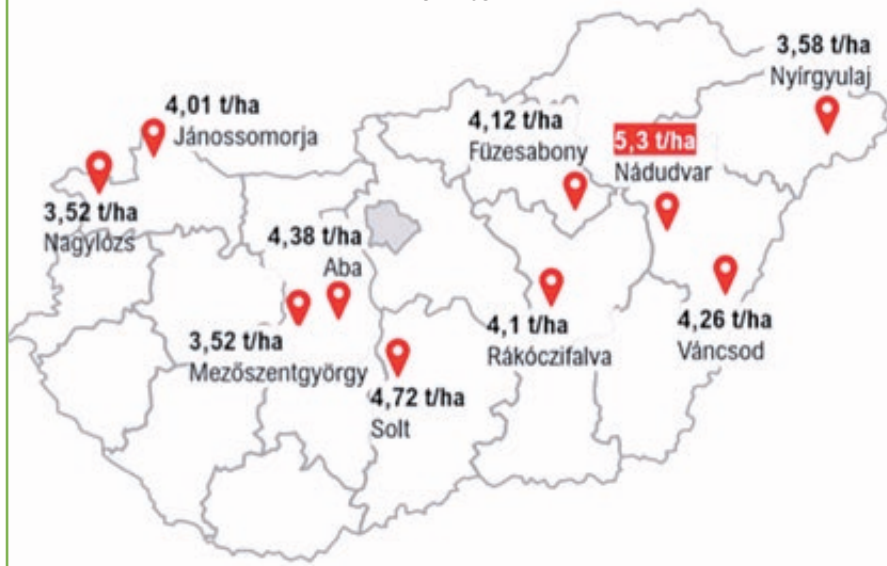 3,58 t/ha
Nyírgyulaj
4,01 t/ha
Jánossomorja
4,12 t/ha
Füzesabony
5,3 t/ha
Nádudvar
3,52 t/ha
Nagylózs
4,38 t/ha
Aba
3,52 t/ha
Mezőszentgyörgy
4,72 t/ha
Solt
4,1 t/ha
Rákóczifalva
4,26 t/ha
Váncsod